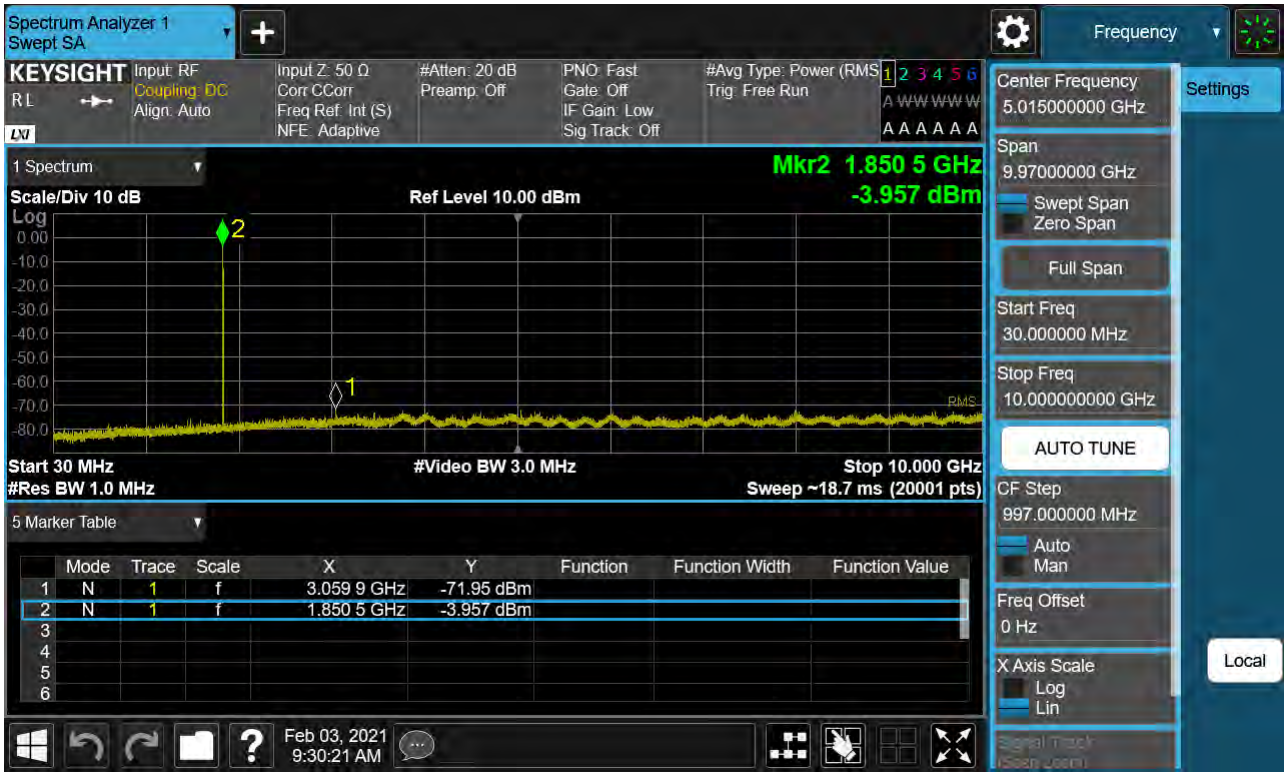 Spectrum Analyzer 1
Swept SA
+
Frequency
KEYSIGHT
RL
LXI
Input: RF
Coupling: DC
Align: Auto
Input Z: 50 Ω
Corr CCorr
Freq Ref: Int (S)
NFE: Adaptive
#Atten: 20 dB
Preamp: Off
PNO: Fast
Gate: Off
IF Gain: Low
Sig Track: Off
#Avg Type: Power (RMS
Trig: Free Run
1 2 3 4 5 6
A W W W W W
A A A A A A
1 Spectrum
Mkr2 1.850 5 GHz
-3.957 dBm
Scale/Div 10 dB
Ref Level 10.00 dBm
Log
0.00
-10.0
-20.0
-30.0
-40.0
-50.0
-60.0
-70.0
-80.0
2
1
RMS
Start 30 MHz
#Video BW 3.0 MHz
Stop 10.000 GHz
#Res BW 1.0 MHz
Sweep ~18.7 ms (20001 pts)
5 Marker Table
Mode Trace Scale X Y Function Function Width Function Value
1 N 1 f 3.059 9 GHz -71.95 dBm
2 N 1 f 1.850 5 GHz -3.957 dBm
3
4
5
6
?
Feb 03, 2021
9:30:21 AM
Center Frequency
5.015000000 GHz
Span
9.97000000 GHz
Swept Span
Zero Span
Full Span
Start Freq
30.000000 MHz
Stop Freq
10.000000000 GHz
AUTO TUNE
CF Step
997.000000 MHz
Auto
Man
Freq Offset
0 Hz
X Axis Scale
Log
Lin
Signal Track
(Span Zoom)
Settings
Local